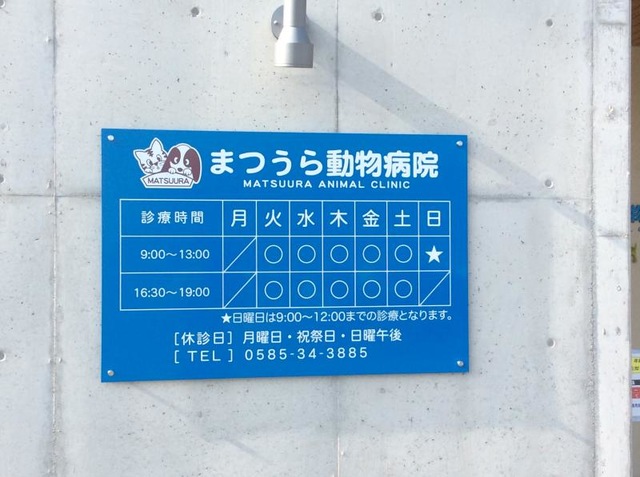 まつうら動物病院
MATSUURA
MATSUURA ANIMAL CLINIC
診療時間 月 火 水 木 金 土 日
9:00〜13:00 ／ ○ ○ ○ ○ ○ ★
16:30〜19:00 ／ ○ ○ ○ ○ ○ ／
★日曜日は9:00〜12:00までの診療となります。
[休診日] 月曜日・祝祭日・日曜午後
[TEL] 0585-34-3885